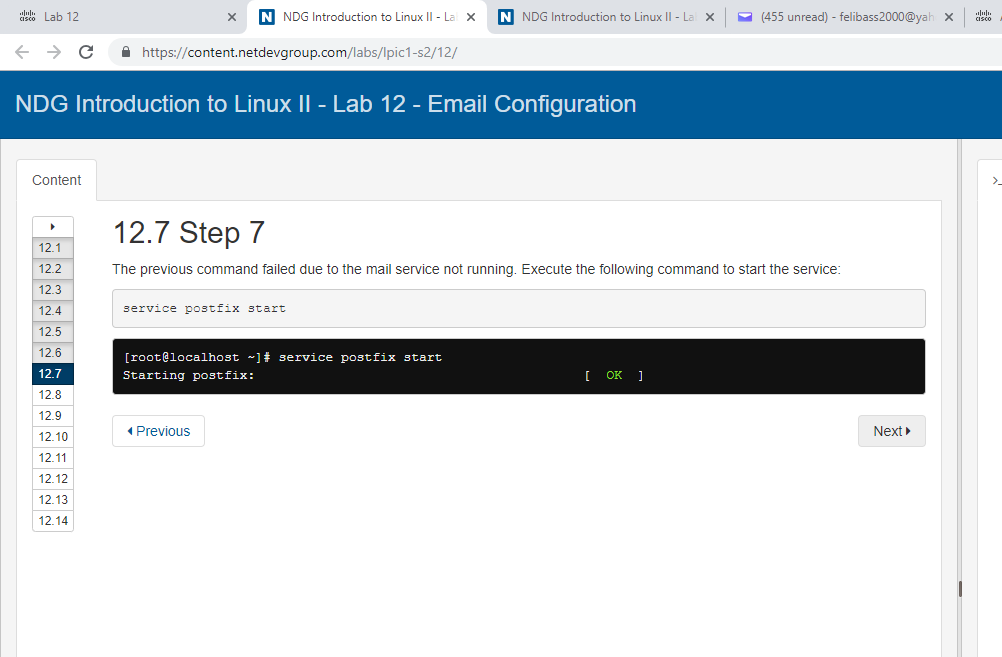 cisco Lab 12
N NDG Introduction to Linux II - La
N NDG Introduction to Linux II - La
(455 unread) - felibass2000@yah
cisco
https://content.netdevgroup.com/labs/lpic1-s2/12/
NDG Introduction to Linux II - Lab 12 - Email Configuration
Content
>_
12.1
12.2
12.3
12.4
12.5
12.6
12.7
12.8
12.9
12.10
12.11
12.12
12.13
12.14
12.7 Step 7
The previous command failed due to the mail service not running. Execute the following command to start the service:
service postfix start
[root@localhost ~]# service postfix start
Starting postfix: [ OK ]
Previous
Next